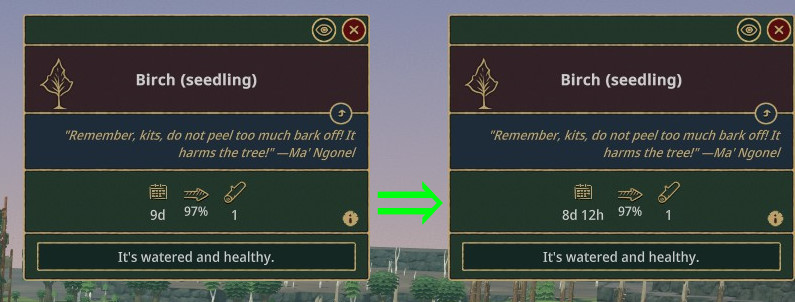 Birch (seedling)
"Remember, kits, do not peel too much bark off! It
harms the tree!" —Ma' Ngonel
9d 97% 1
It's watered and healthy.
Birch (seedling)
"Remember, kits, do not peel too much bark off! It
harms the tree!" —Ma' Ngonel
8d 12h 97% 1
It's watered and healthy.